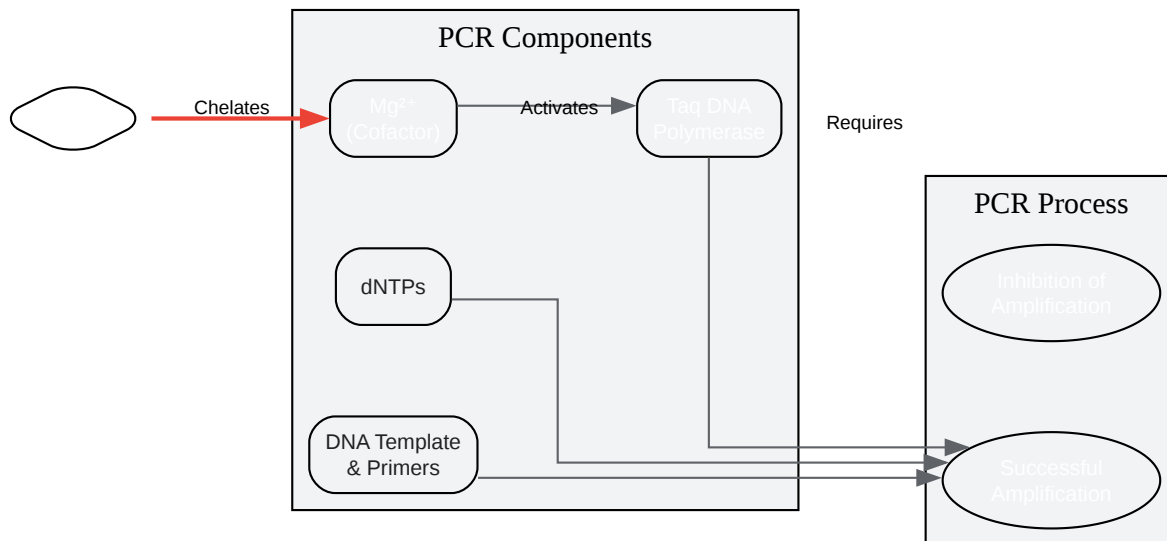 PCR Components
Chelates
Mg²⁺
(Cofactor)
Activates
Taq DNA
Polymerase
Requires
PCR Process
dNTPs
Inhibition of
Amplification
DNA Template
& Primers
Successful
Amplification